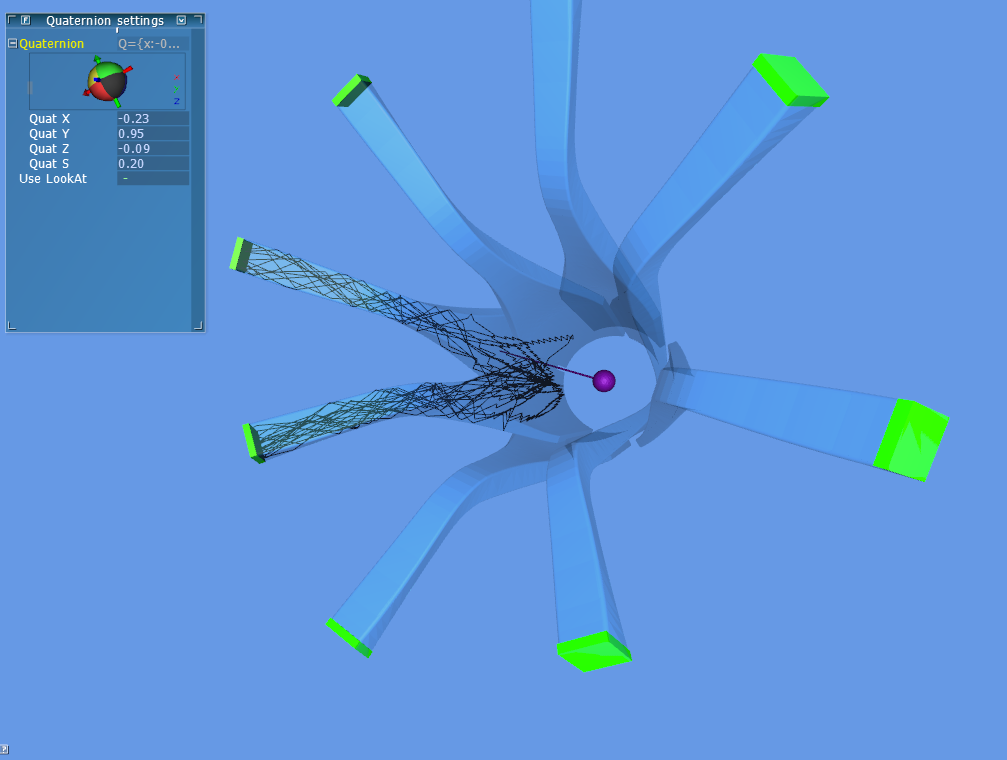 Quaternion settings
Quaternion Q={x:-0...
X
Y
Z
Quat X -0.23
Quat Y 0.95
Quat Z -0.09
Quat S 0.20
Use LookAt -
?